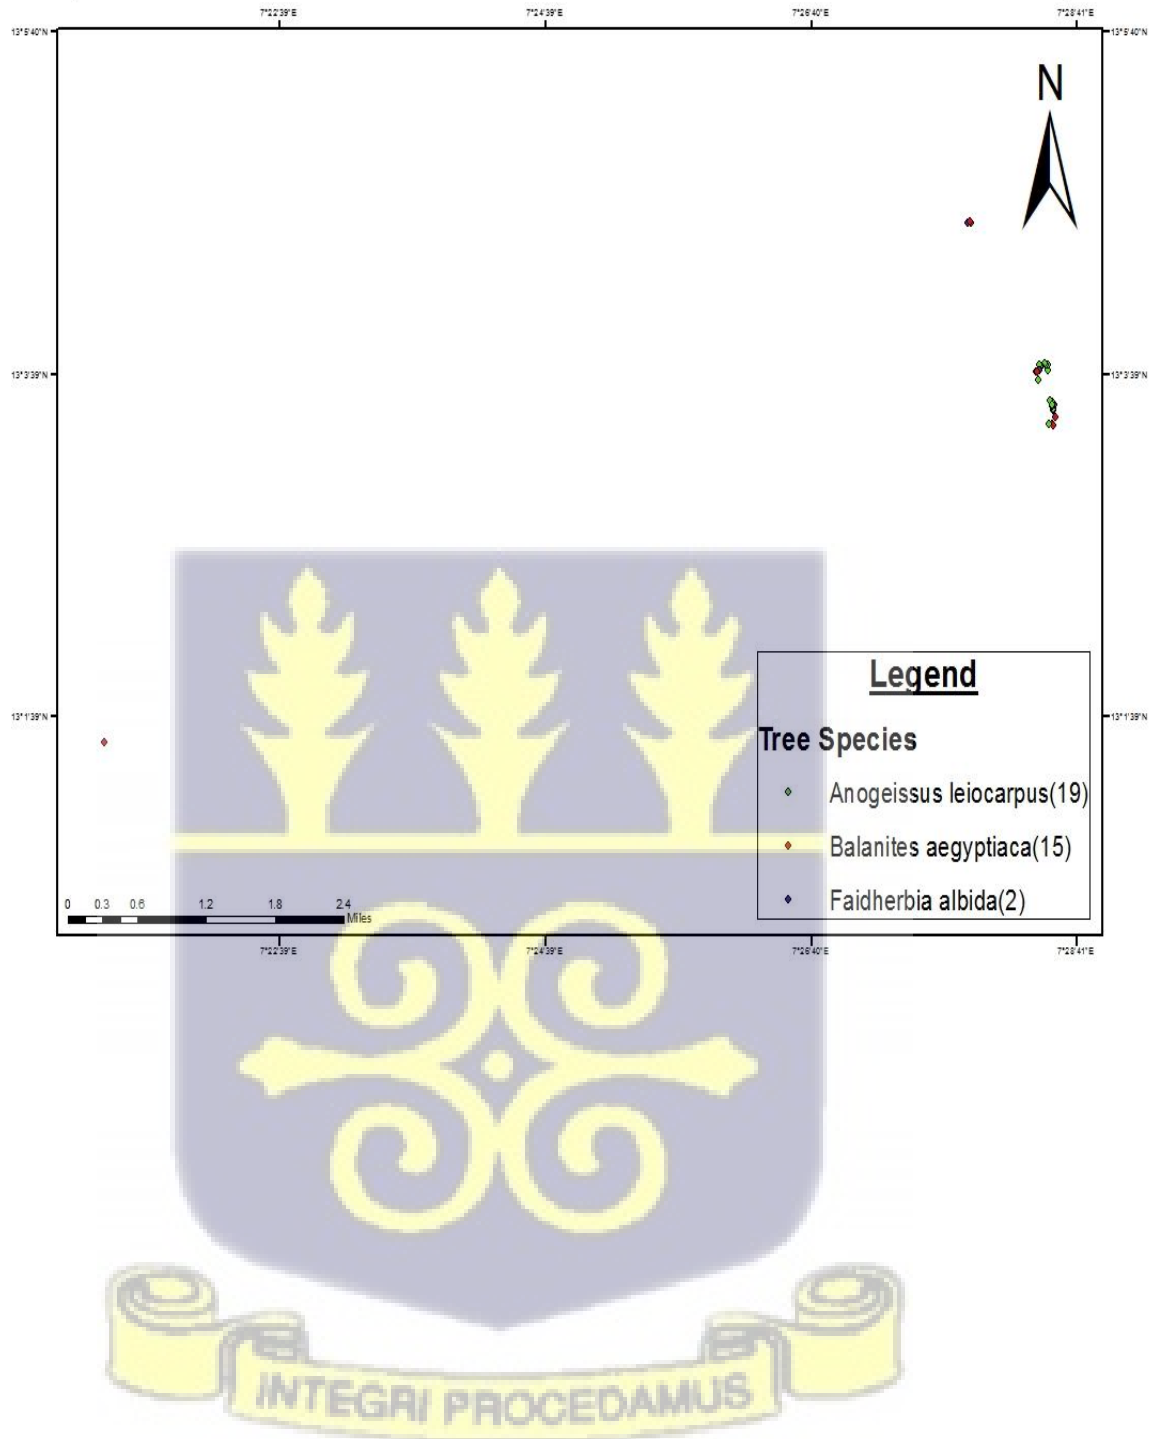 7°22'39"E 7°24'39"E 7°26'40"E 7°28'41"E
13°5'40"N 13°5'40"N
N
13°3'39"N 13°3'39"N
Legend
Tree Species
13°1'39"N 13°1'39"N
Anogeissus leiocarpus(19)
Balanites aegyptiaca(15)
Faidherbia albida(2)
0 0.3 0.6 1.2 1.8 2.4
Miles
7°22'39"E 7°24'39"E 7°26'40"E 7°28'41"E
INTEGRI PROCEDAMUS